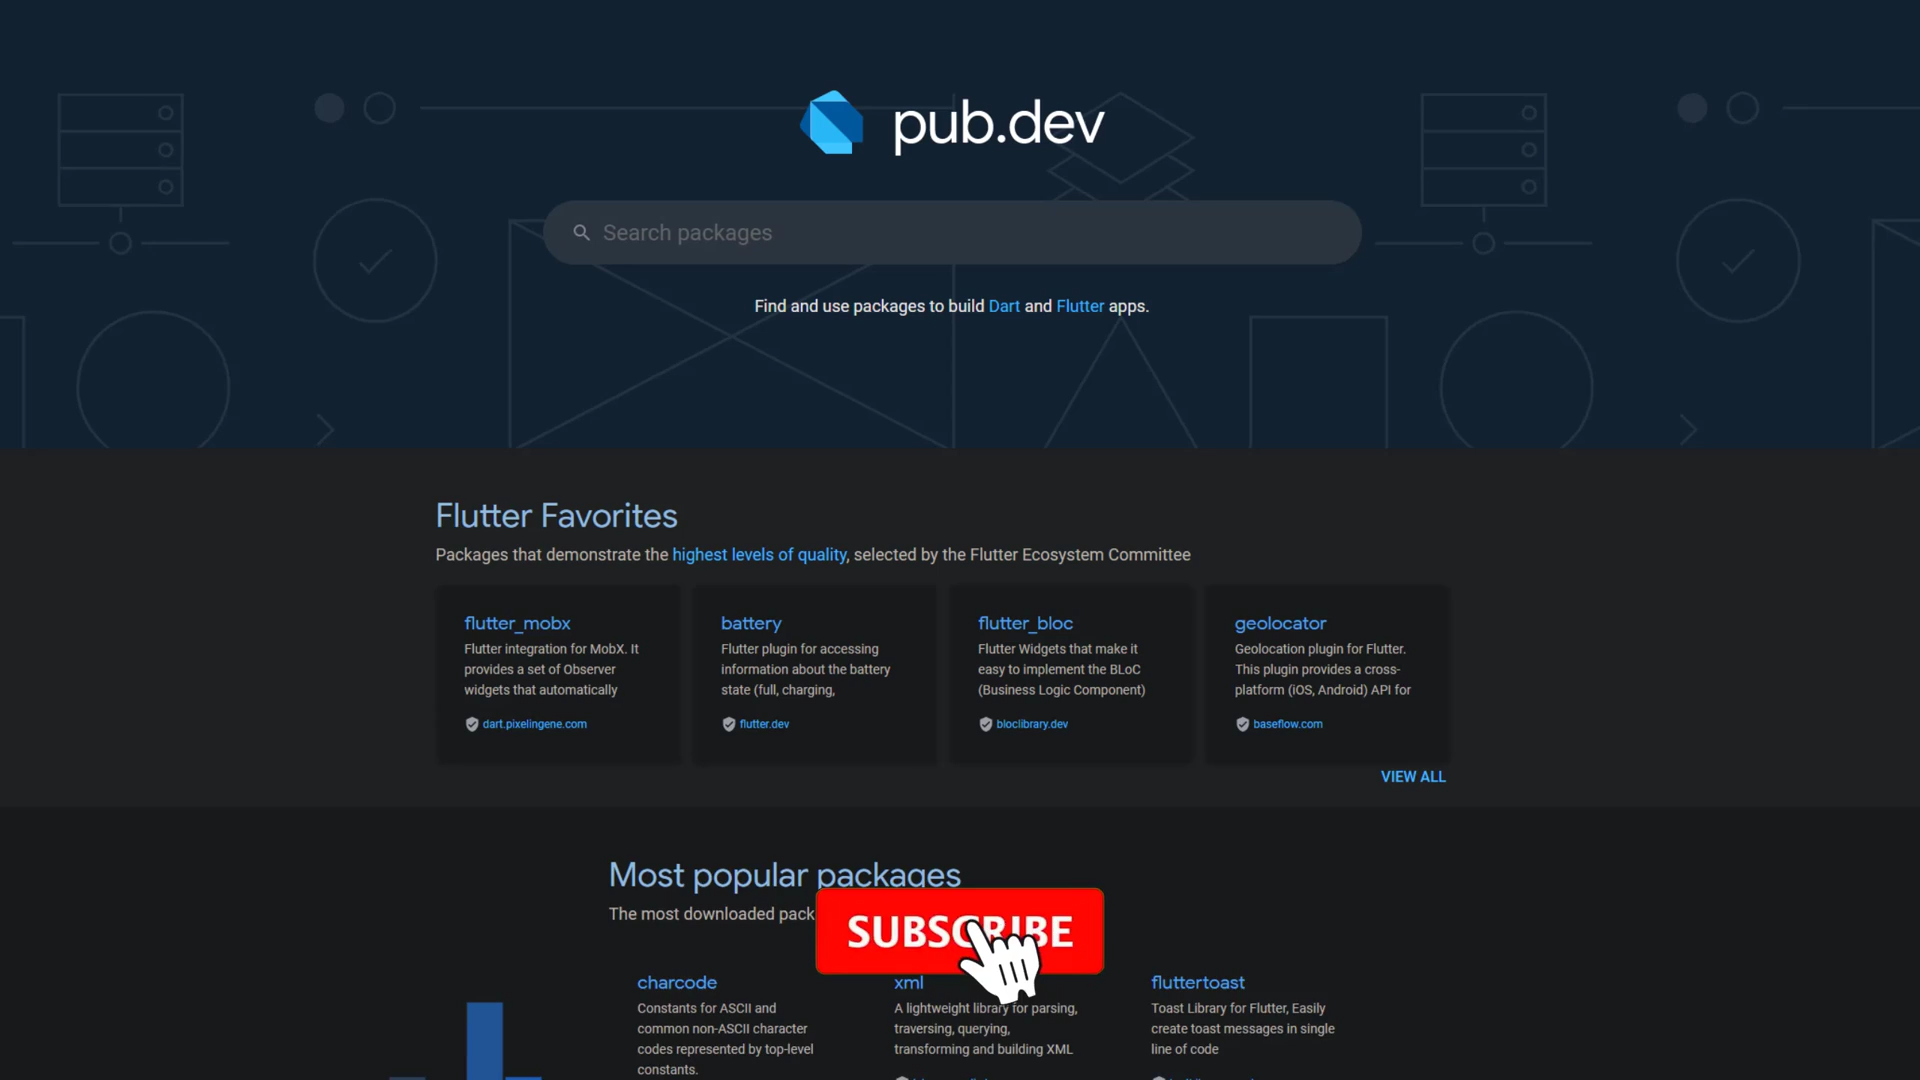 pub.dev
Search packages
Find and use packages to build Dart and Flutter apps.
Flutter Favorites
Packages that demonstrate the highest levels of quality, selected by the Flutter Ecosystem Committee
flutter_mobx
Flutter integration for MobX. It
provides a set of Observer
widgets that automatically
dart.pixelingene.com
battery
Flutter plugin for accessing
information about the battery
state (full, charging,
flutter.dev
flutter_bloc
Flutter Widgets that make it
easy to implement the BLoC
(Business Logic Component)
bloclibrary.dev
geolocator
Geolocation plugin for Flutter.
This plugin provides a cross-
platform (iOS, Android) API for
baseflow.com
VIEW ALL
Most popular packages
The most downloaded pack
SUBSCRIBE
charcode
Constants for ASCII and
common non-ASCII character
codes represented by top-level
constants.
xml
A lightweight library for parsing,
traversing, querying,
transforming and building XML
fluttertoast
Toast Library for Flutter, Easily
create toast messages in single
line of code